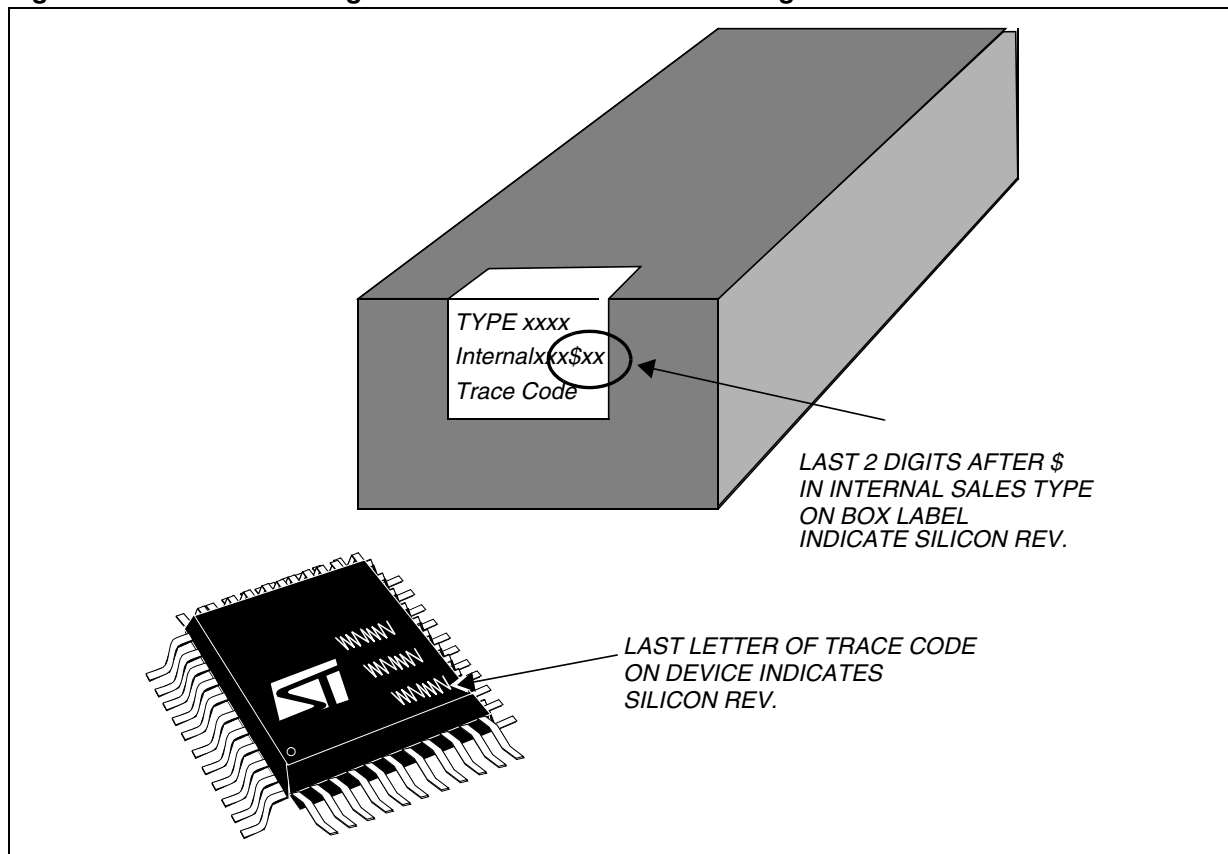 TYPE xxxx
Internalxxx$xx
Trace Code
LAST 2 DIGITS AFTER $
IN INTERNAL SALES TYPE
ON BOX LABEL
INDICATE SILICON REV.
LAST LETTER OF TRACE CODE
ON DEVICE INDICATES
SILICON REV.
ST